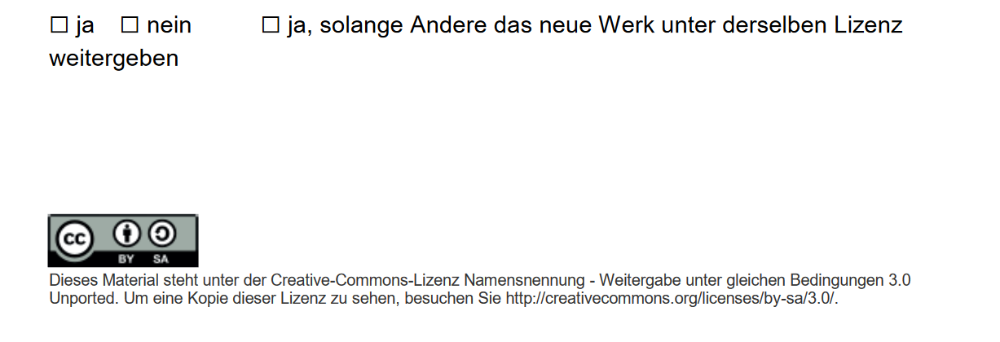 ☐ ja ☐ nein ☐ ja, solange Andere das neue Werk unter derselben Lizenz
weitergeben
cc
BY SA
Dieses Material steht unter der Creative-Commons-Lizenz Namensnennung - Weitergabe unter gleichen Bedingungen 3.0
Unported. Um eine Kopie dieser Lizenz zu sehen, besuchen Sie http://creativecommons.org/licenses/by-sa/3.0/.